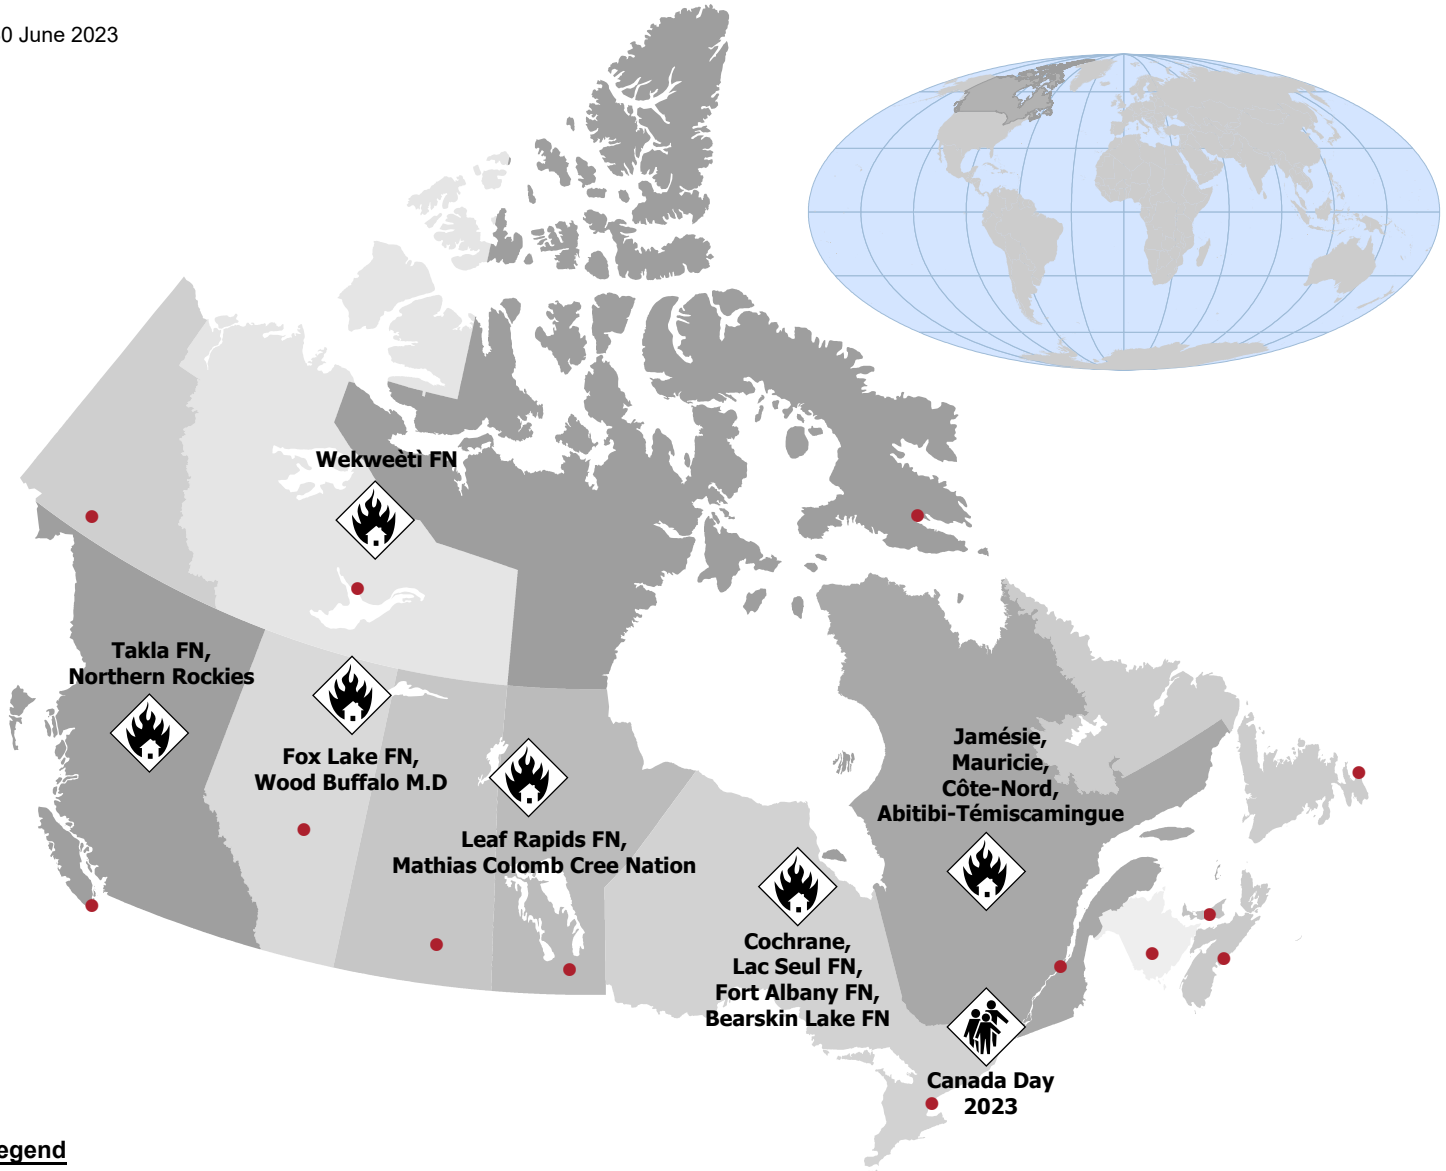 0 June 2023
Wekweètì FN
Takla FN,
Northern Rockies
Fox Lake FN,
Wood Buffalo M.D
Leaf Rapids FN,
Mathias Colomb Cree Nation
Jamésie,
Mauricie,
Côte-Nord,
Abitibi-Témiscamingue
Cochrane,
Lac Seul FN,
Fort Albany FN,
Bearskin Lake FN
Canada Day
2023
egend